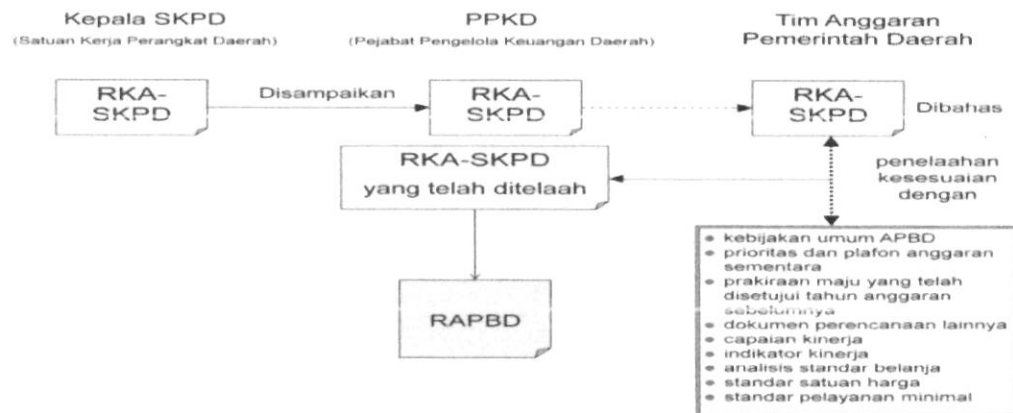 Kepala SKPD
(Satuan Kerja Perangkat Daerah)
PPKD
(Pejabat Pengelola Keuangan Daerah)
Tim Anggaran
Pemerintah Daerah
RKA-
SKPD
Disampaikan
RKA-
SKPD
RKA-
SKPD
Dibahas
RKA-SKPD
yang telah ditelaah
penelaahan
kesesuaian
dengan
RAPBD
• kebijakan umum APBD
• prioritas dan plafon anggaran
sementara
• prakiraan maju yang telah
disetujui tahun anggaran
sebelumnya
• dokumen perencanaan lainnya
• capaian kinerja
• indikator kinerja
• analisis standar belanja
• standar satuan harga
• standar pelayanan minimal